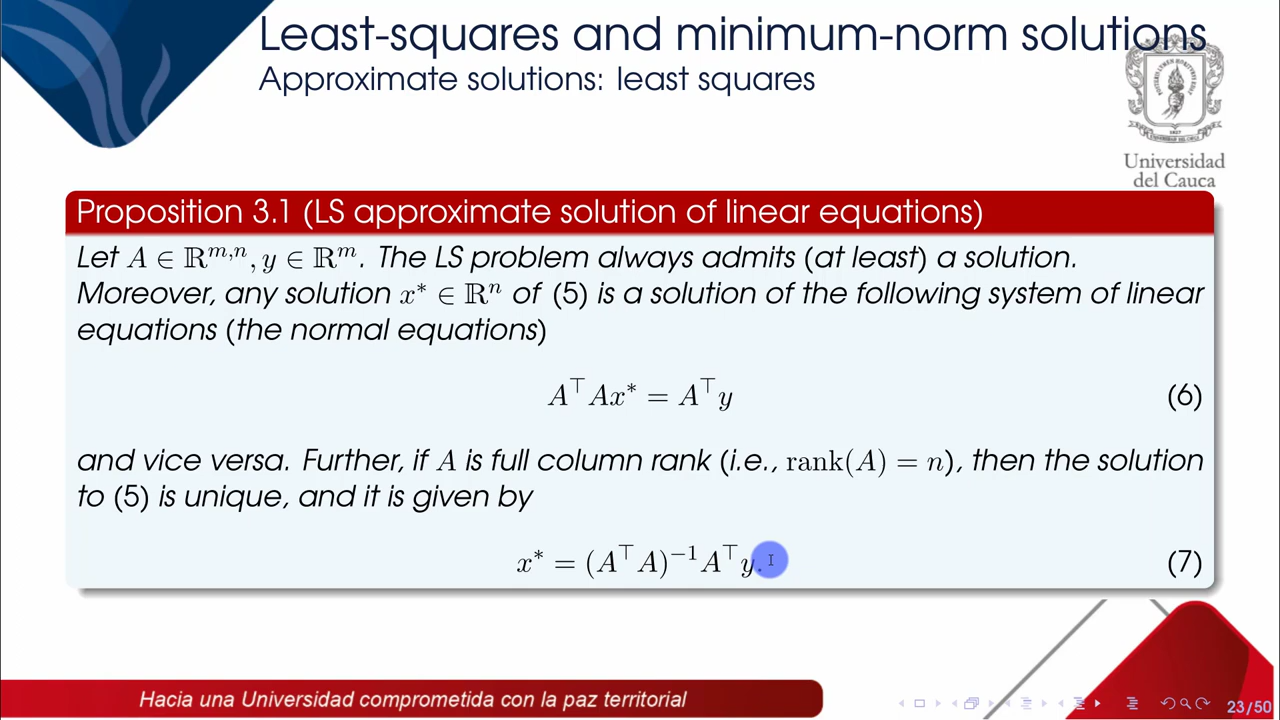 Least-squares and minimum-norm solutions
Approximate solutions: least squares
Universidad
del Cauca
Proposition 3.1 (LS approximate solution of linear equations)
Let A ∈ ℝ^{m,n}, y ∈ ℝ^m. The LS problem always admits (at least) a solution.
Moreover, any solution x* ∈ ℝ^n of (5) is a solution of the following system of linear
equations (the normal equations)
A^⊤Ax* = A^⊤y (6)
and vice versa. Further, if A is full column rank (i.e., rank(A) = n), then the solution
to (5) is unique, and it is given by
x* = (A^⊤A)^{-1}A^⊤y. (7)
Hacia una Universidad comprometida con la paz territorial
23/50